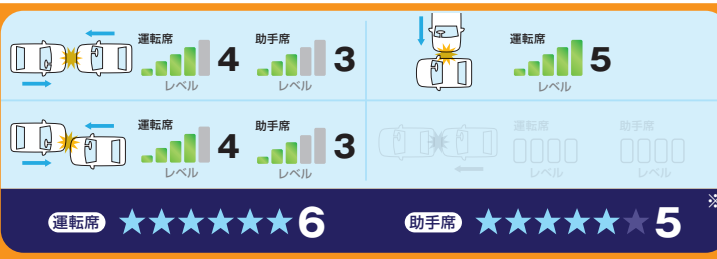 運転席 4 レベル
助手席 3 レベル
運転席 5 レベル
運転席 4 レベル
助手席 3 レベル
運転席 レベル
助手席 レベル
運転席 ★★★★★★ 6
助手席 ★★★★★★ 5 ※